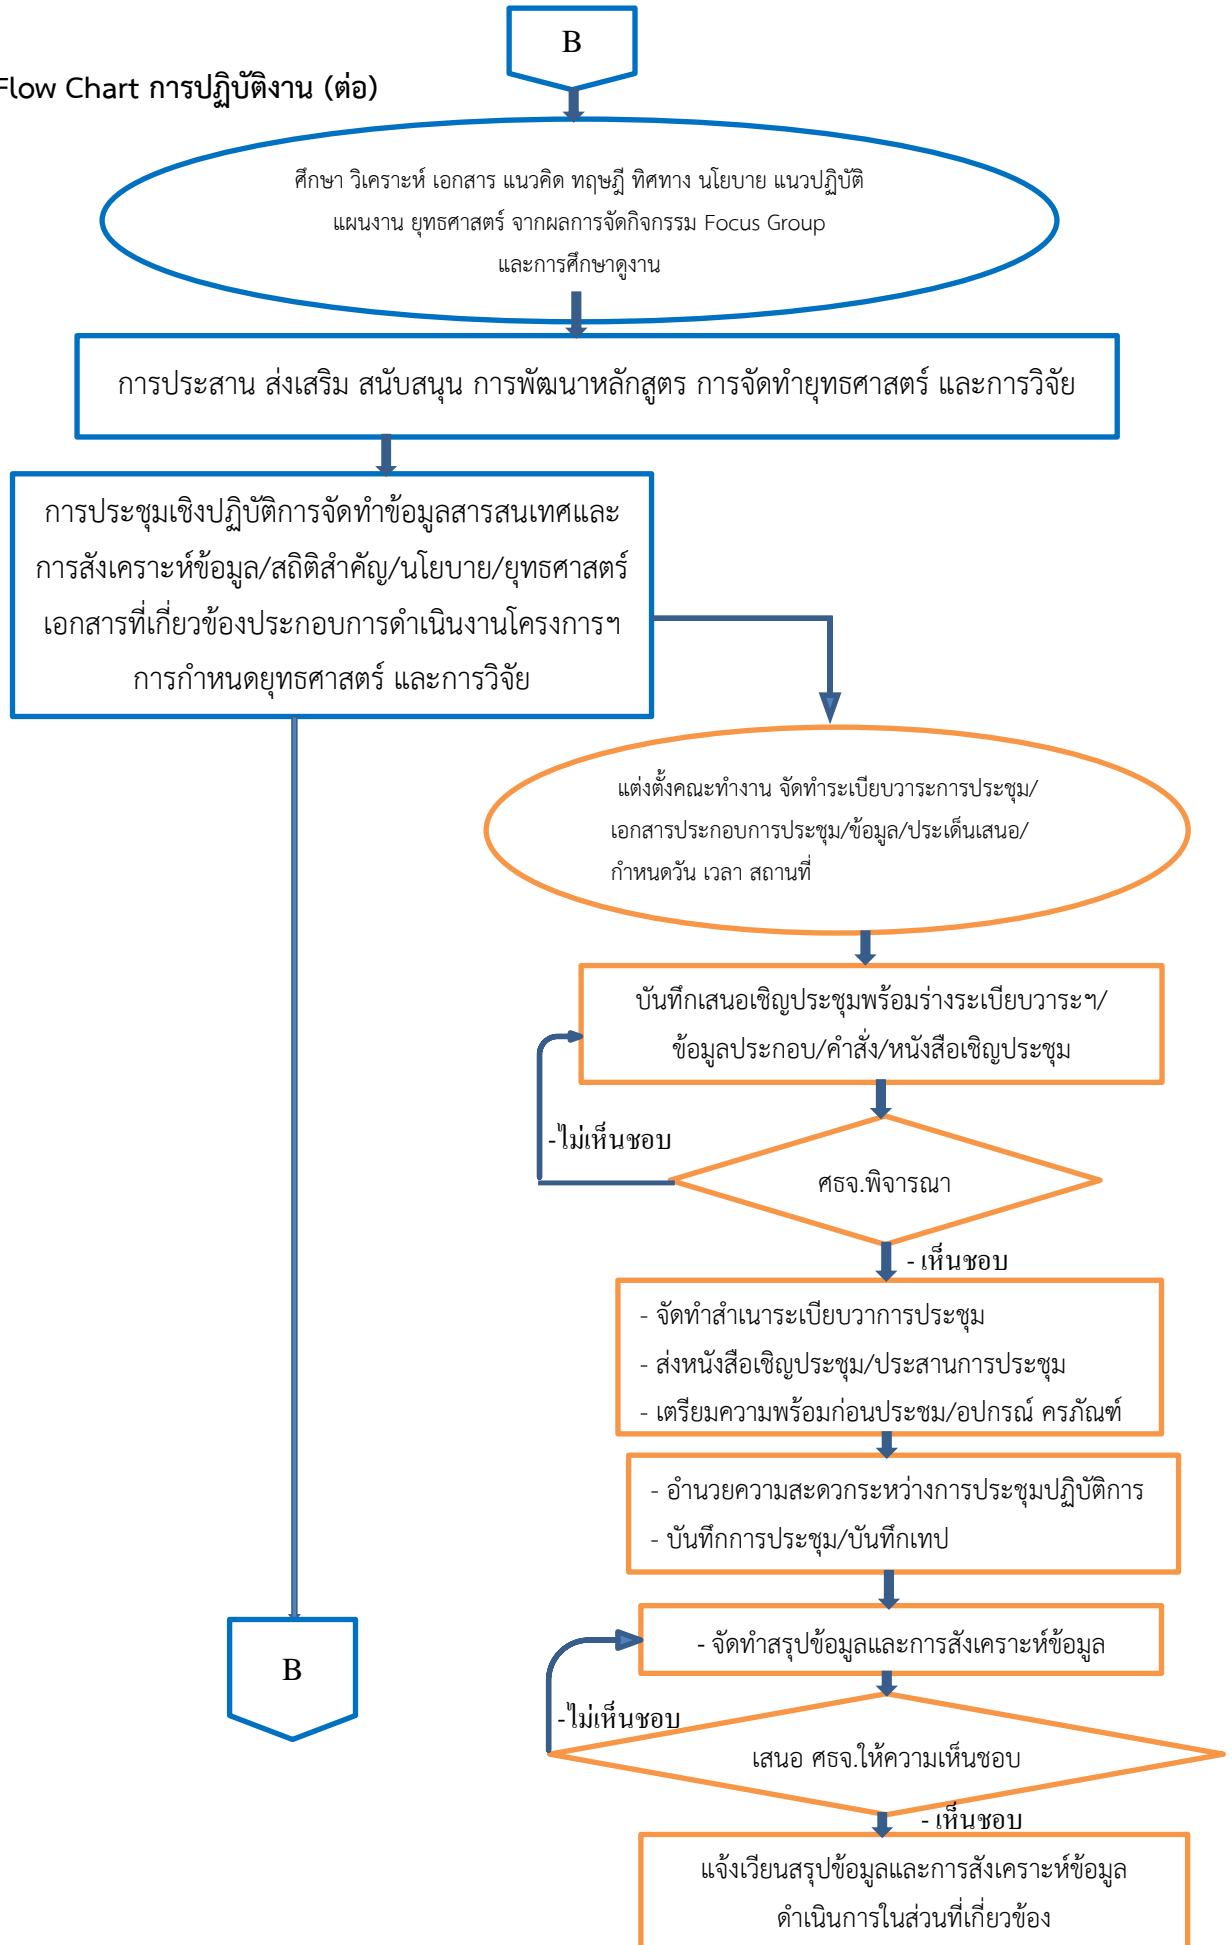 B
Flow Chart การปฏิบัติงาน (ต่อ)
ศึกษา วิเคราะห์ เอกสาร แนวคิด ทฤษฎี ทิศทาง นโยบาย แนวปฏิบัติ
แผนงาน ยุทธศาสตร์ จากผลการจัดกิจกรรม Focus Group
และการศึกษาดูงาน
การประสาน ส่งเสริม สนับสนุน การพัฒนาหลักสูตร การจัดทำยุทธศาสตร์ และการวิจัย
การประชุมเชิงปฏิบัติการจัดทำข้อมูลสารสนเทศและ
การสังเคราะห์ข้อมูล/สถิติสำคัญ/นโยบาย/ยุทธศาสตร์
เอกสารที่เกี่ยวข้องประกอบการดำเนินงานโครงการฯ
การกำหนดยุทธศาสตร์ และการวิจัย
แต่งตั้งคณะทำงาน จัดทำระเบียบวาระการประชุม/
เอกสารประกอบการประชุม/ข้อมูล/ประเด็นเสนอ/
กำหนดวัน เวลา สถานที่
บันทึกเสนอเชิญประชุมพร้อมร่างระเบียบวาระฯ/
ข้อมูลประกอบ/คำสั่ง/หนังสือเชิญประชุม
-ไม่เห็นชอบ
ศธจ.พิจารณา
- เห็นชอบ
- จัดทำสำเนาระเบียบวาการประชุม
- ส่งหนังสือเชิญประชุม/ประสานการประชุม
- เตรียมความพร้อมก่อนประชม/อปกรณ์ ครภัณฑ์
- อำนวยความสะดวกระหว่างการประชุมปฏิบัติการ
- บันทึกการประชุม/บันทึกเทป
- จัดทำสรุปข้อมูลและการสังเคราะห์ข้อมูล
B
-ไม่เห็นชอบ
เสนอ ศธจ.ให้ความเห็นชอบ
- เห็นชอบ
แจ้งเวียนสรุปข้อมูลและการสังเคราะห์ข้อมูล
ดำเนินการในส่วนที่เกี่ยวข้อง